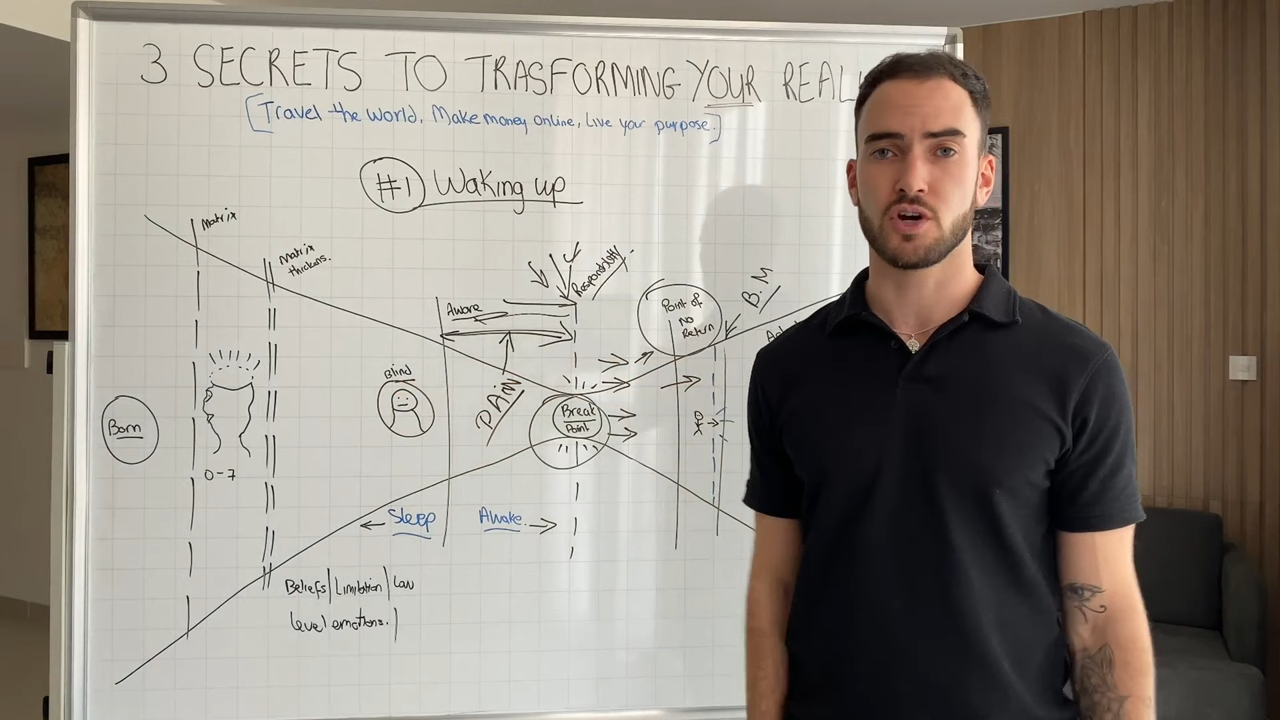 3 SECRETS TO TRASFORMING YOUR REAL
[Travel the world, Make money online, Live your purpose.]
#1 Waking up
Matrix
Matrix
thickens.
Responsibility
B.M
Aware
Point of
No
Return
Blind
PAIN
Born
Break
Point
0-7
Sleep
Awake
Beliefs | Limitation | Low
level emotions. |